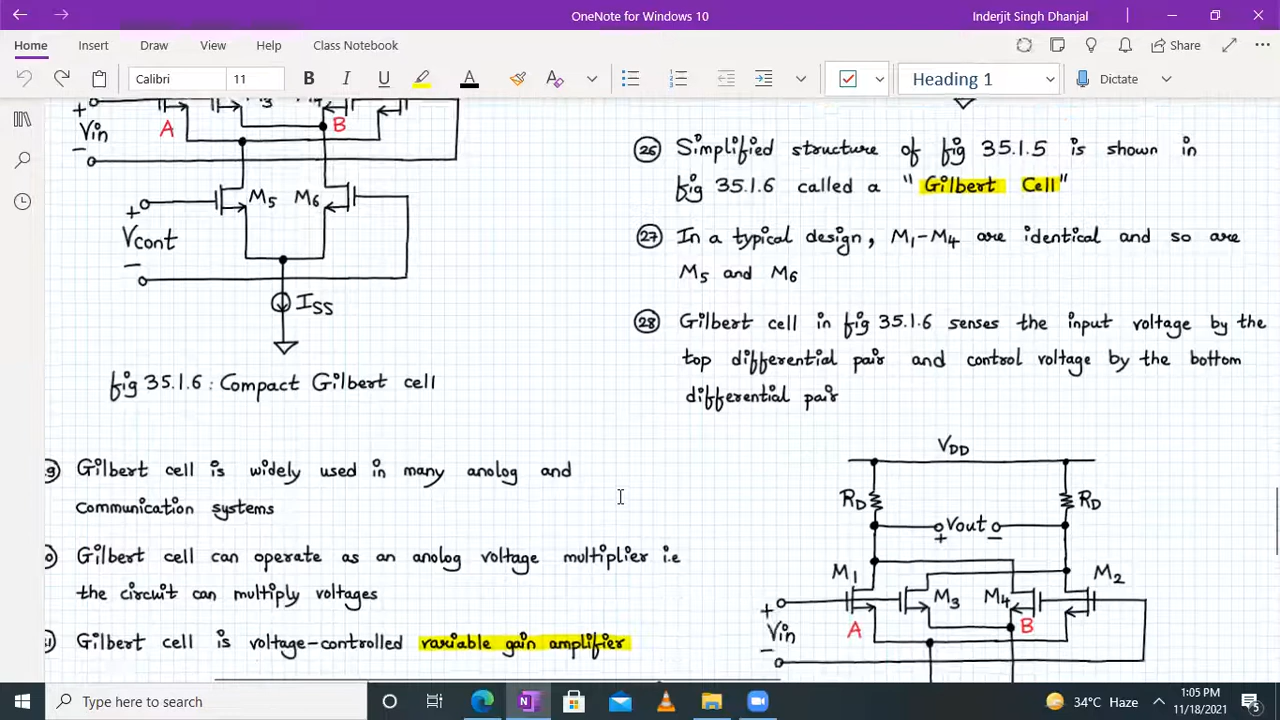 OneNote for Windows 10
Inderjit Singh Dhanjal
Home Insert Draw View Help Class Notebook Share
Calibri 11 B I U A Heading 1 Dictate
+ Vin - A B
M5 M6
+ Vcont -
ISS
fig 35.1.6 : Compact Gilbert cell
9) Gilbert cell is widely used in many anolog and
Communication systems
Gilbert cell can operate as an anolog voltage multiplier i.e
the circuit can multiply voltages
Gilbert cell is voltage-controlled variable gain amplifier
26 Simplified structure of fig 35.1.5 is shown in
fig 35.1.6 called a "Gilbert Cell"
27 In a typical design, M1-M4 are identical and so are
M5 and M6
28 Gilbert cell in fig 35.1.6 senses the input voltage by the
top differential pair and control voltage by the bottom
differential pair
VDD
RD RD
Vout
+ -
M1 M3 M4 M2
+ Vin - A B
Type here to search
34°C Haze
1:05 PM
11/18/2021
5